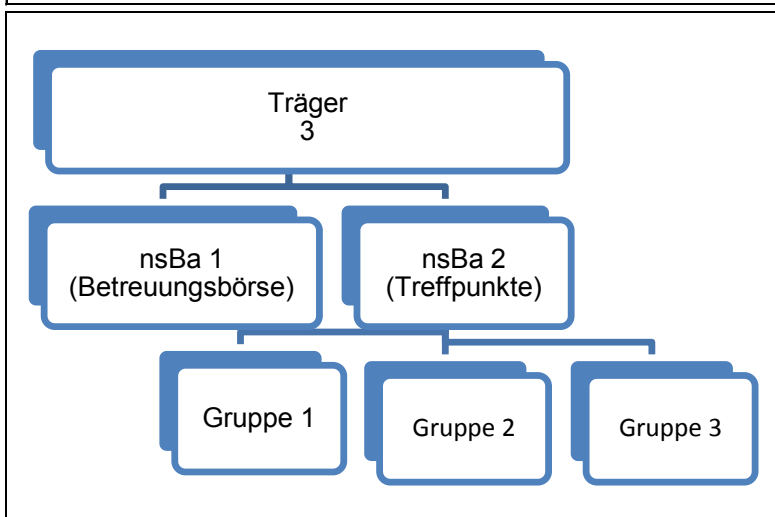 Träger
3
nsBa 1
(Betreuungsbörse)
nsBa 2
(Treffpunkte)
Gruppe 1
Gruppe 2
Gruppe 3